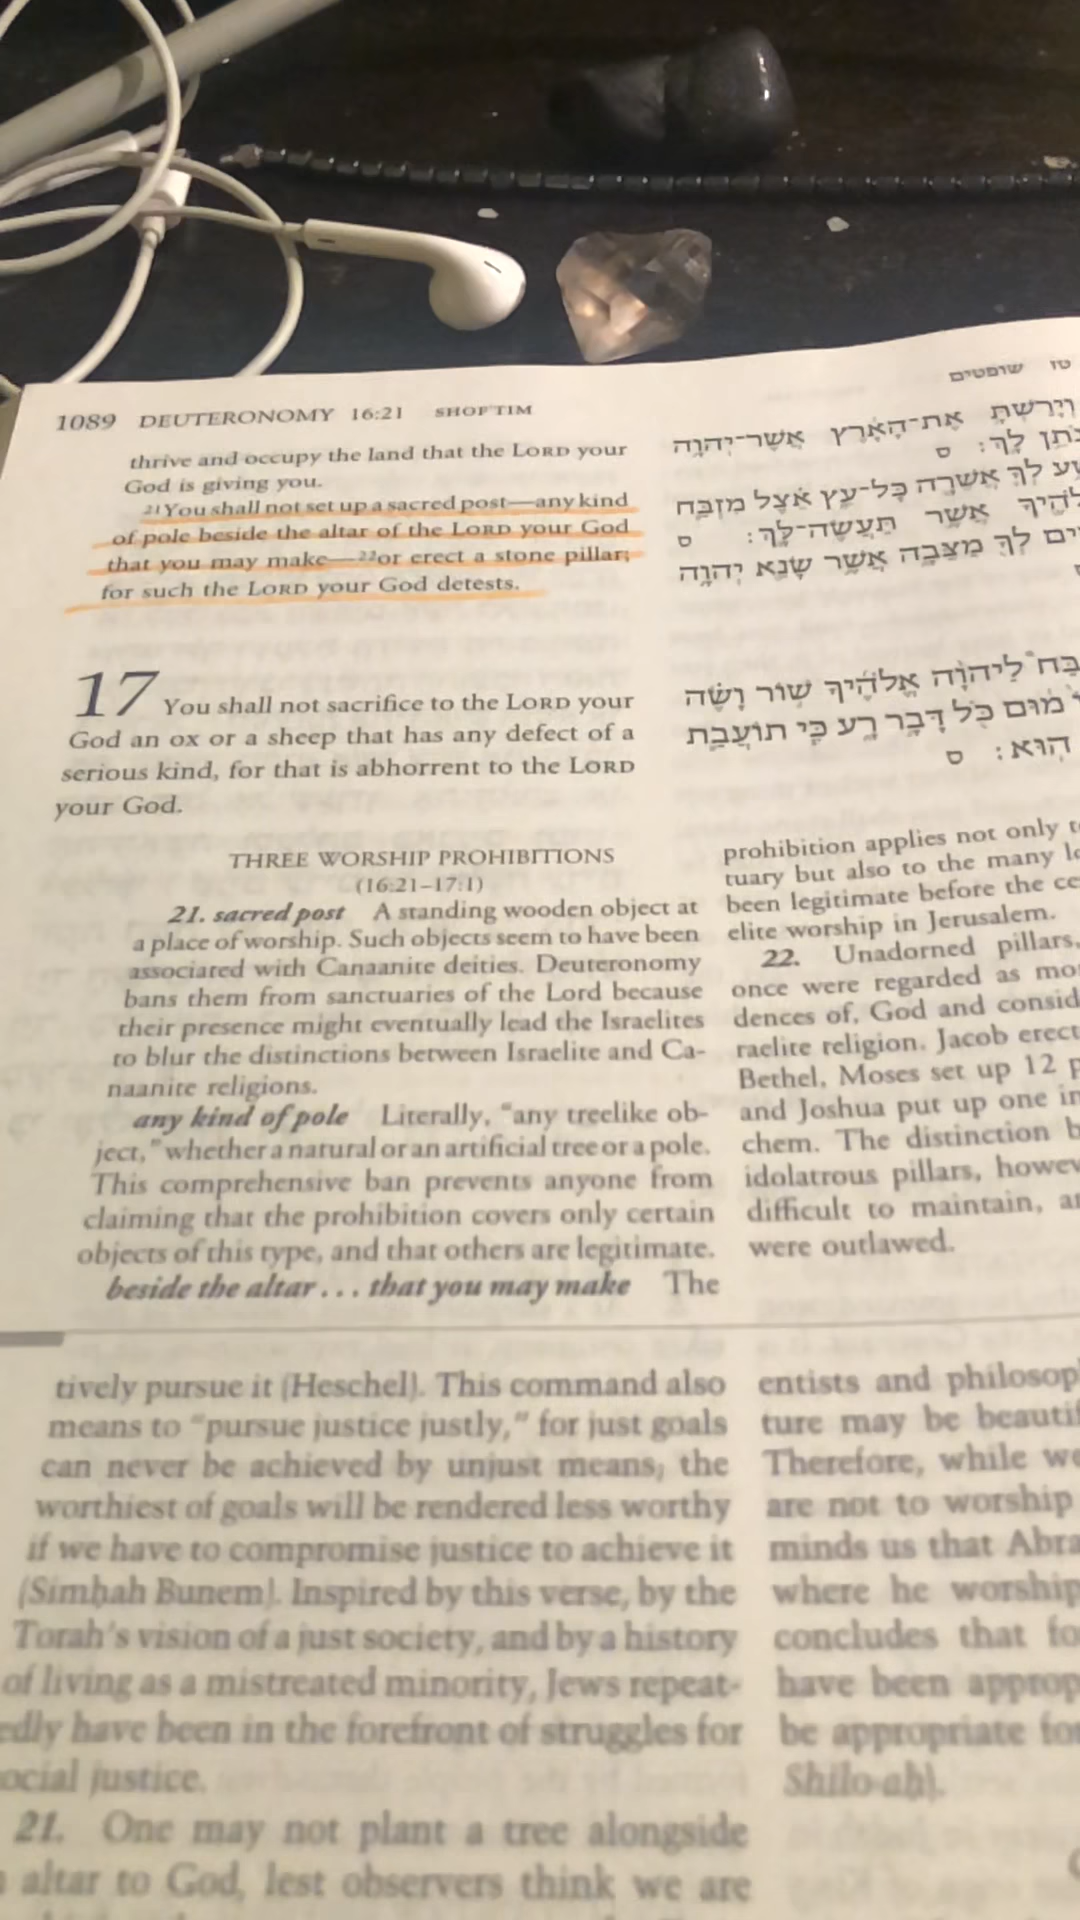 1089 DEUTERONOMY 16:21 SHOF'TIM
thrive and occupy the land that the LORD your
God is giving you.
21You shall not set up a sacred post—any kind
of pole beside the altar of the LORD your God
that you may make—22or erect a stone pillar;
for such the LORD your God detests.
17 You shall not sacrifice to the LORD your
God an ox or a sheep that has any defect of a
serious kind, for that is abhorrent to the LORD
your God.
טז שופטים
וְיָרַשְׁתָּ אֶת־הָאָרֶץ אֲשֶׁר־יְהוָה
לָךְ׃ ס
לְךָ אֲשֵׁרָה כָּל־עֵץ אֵצֶל מִזְבַּח
אֲשֶׁר תַּעֲשֶׂה־לָּךְ׃ ס
לְךָ מַצֵּבָה אֲשֶׁר שָׂנֵא יְהוָה
לַיהוָה אֱלֹהֶיךָ שׁוֹר וָשֶׂה
מוּם כֹּל דָּבָר רָע כִּי תוֹעֲבַת
הוּא׃ ס
THREE WORSHIP PROHIBITIONS
(16:21–17:1)
21. sacred post A standing wooden object at
a place of worship. Such objects seem to have been
associated with Canaanite deities. Deuteronomy
bans them from sanctuaries of the Lord because
their presence might eventually lead the Israelites
to blur the distinctions between Israelite and Ca-
naanite religions.
any kind of pole Literally, "any treelike ob-
ject," whether a natural or an artificial tree or a pole.
This comprehensive ban prevents anyone from
claiming that the prohibition covers only certain
objects of this type, and that others are legitimate.
beside the altar . . . that you may make The
prohibition applies not only
tuary but also to the many
been legitimate before the
elite worship in Jerusalem.
22. Unadorned pillars,
once were regarded as
dences of, God and
raelite religion. Jacob
Bethel, Moses set up 12
and Joshua put up one
chem. The distinction
idolatrous pillars,
difficult to maintain,
were outlawed.
tively pursue it (Heschel). This command also
means to "pursue justice justly," for just goals
can never be achieved by unjust means; the
worthiest of goals will be rendered less worthy
if we have to compromise justice to achieve it
(Simḥah Bunem). Inspired by this verse, by the
Torah's vision of a just society, and by a history
of living as a mistreated minority, Jews repeat-
edly have been in the forefront of struggles for
social justice.
21. One may not plant a tree alongside
altar to God, lest observers think we are
entists and
ture may be
Therefore, while
are not to worship
minds us that
where he
concludes that
have been
be appropriate
Shilo·aḥ).